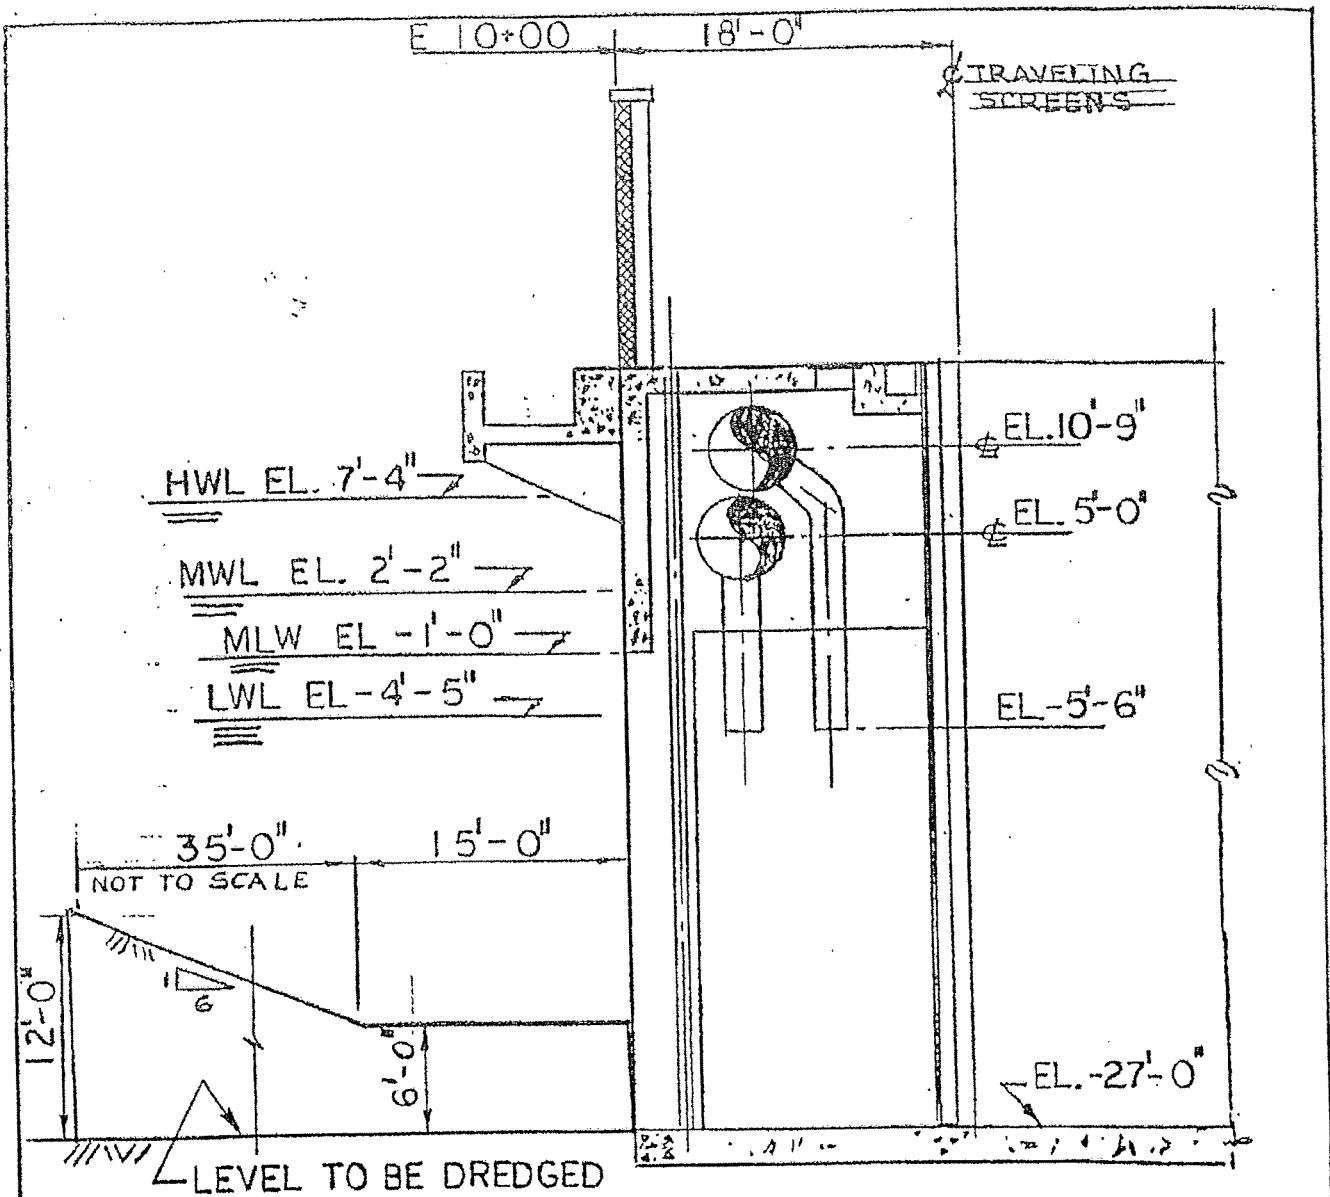 E 10+00
18'-0"
℄ TRAVELING
SCREENS
℄ EL. 10'-9"
HWL EL. 7'-4"
℄ EL. 5'-0"
MWL EL. 2'-2"
MLW EL -1'-0"
LWL EL-4'-5"
EL-5'-6"
35'-0"
15'-0"
NOT TO SCALE
1
6
12'-0"
6'-0"
EL.-27'-0"
LEVEL TO BE DREDGED